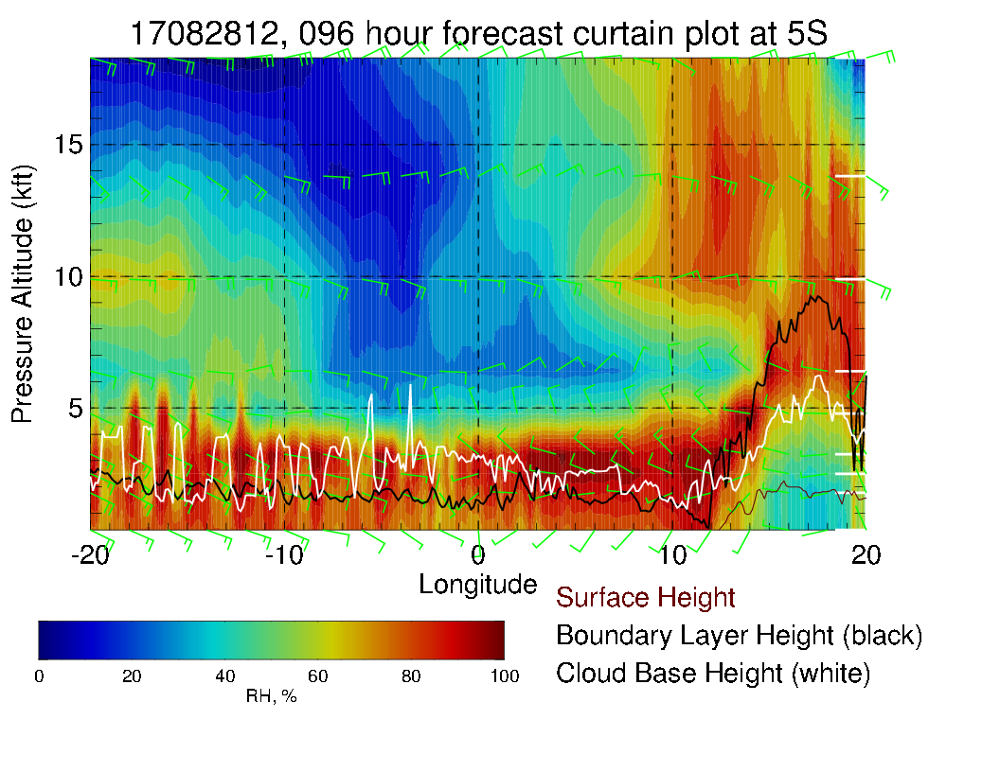 17082812, 096 hour forecast curtain plot at 5S
15
10
5
Pressure Altitude (kft)
-20 -10 0 10 20
Longitude
Surface Height
Boundary Layer Height (black)
Cloud Base Height (white)
0 20 40 60 80 100
RH, %